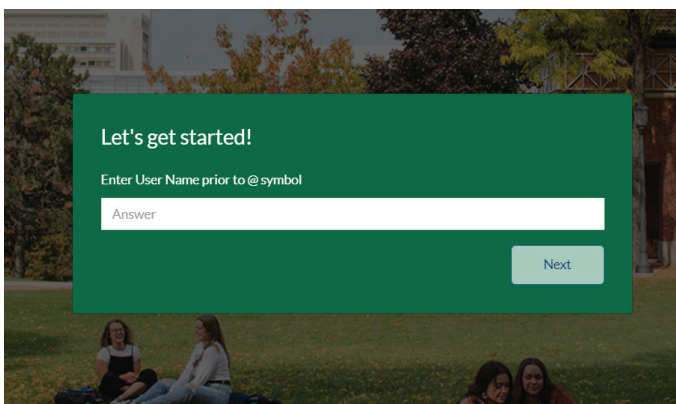 Let's get started!
Enter User Name prior to @ symbol
Answer
Next